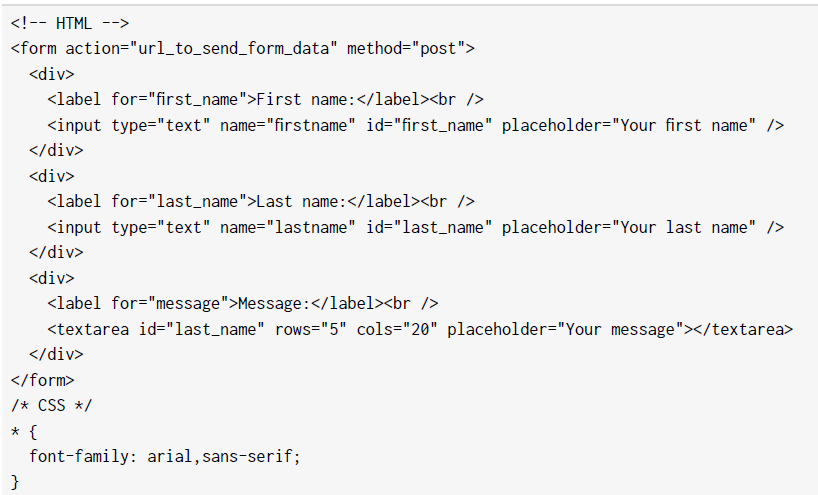 <!-- HTML -->
<form action="url_to_send_form_data" method="post">
  <div>
    <label for="first_name">First name:</label><br />
    <input type="text" name="firstname" id="first_name" placeholder="Your first name" />
  </div>
  <div>
    <label for="last_name">Last name:</label><br />
    <input type="text" name="lastname" id="last_name" placeholder="Your last name" />
  </div>
  <div>
    <label for="message">Message:</label><br />
    <textarea id="last_name" rows="5" cols="20" placeholder="Your message"></textarea>
  </div>
</form>
/* CSS */
* {
  font-family: arial,sans-serif;
}